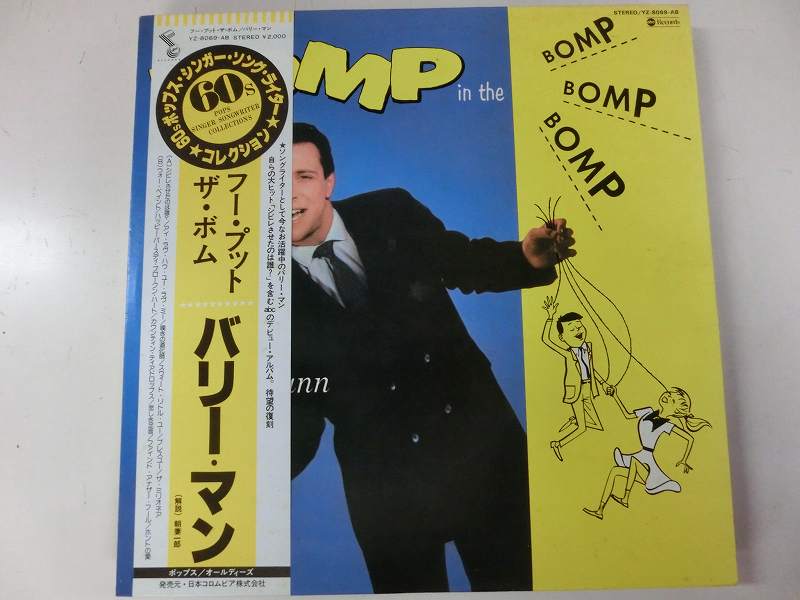 フー・プット・ザ・ボム/バリー・マン
YZ-8069-AB STEREO ¥2,000
60sポップス・シンガー・ソング・ライター★コレクション★
60s
POPS
SINGER SONGWRITER
COLLECTIONS
フー・プット
ザ・ボム
バリー・マン
(解説) 朝妻一郎
★ソングライターとして今なお活躍中のバリー・マン
自らの大ヒット「シビレさせたのは誰?」を含むabcのデビュー・アルバム。待望の復刻
ポップス/オールディーズ
発売元・日本コロムビア株式会社
STEREO/YZ-8069-AB
abc Records
OMP
in the
BOMP
BOMP
BOMP
ann